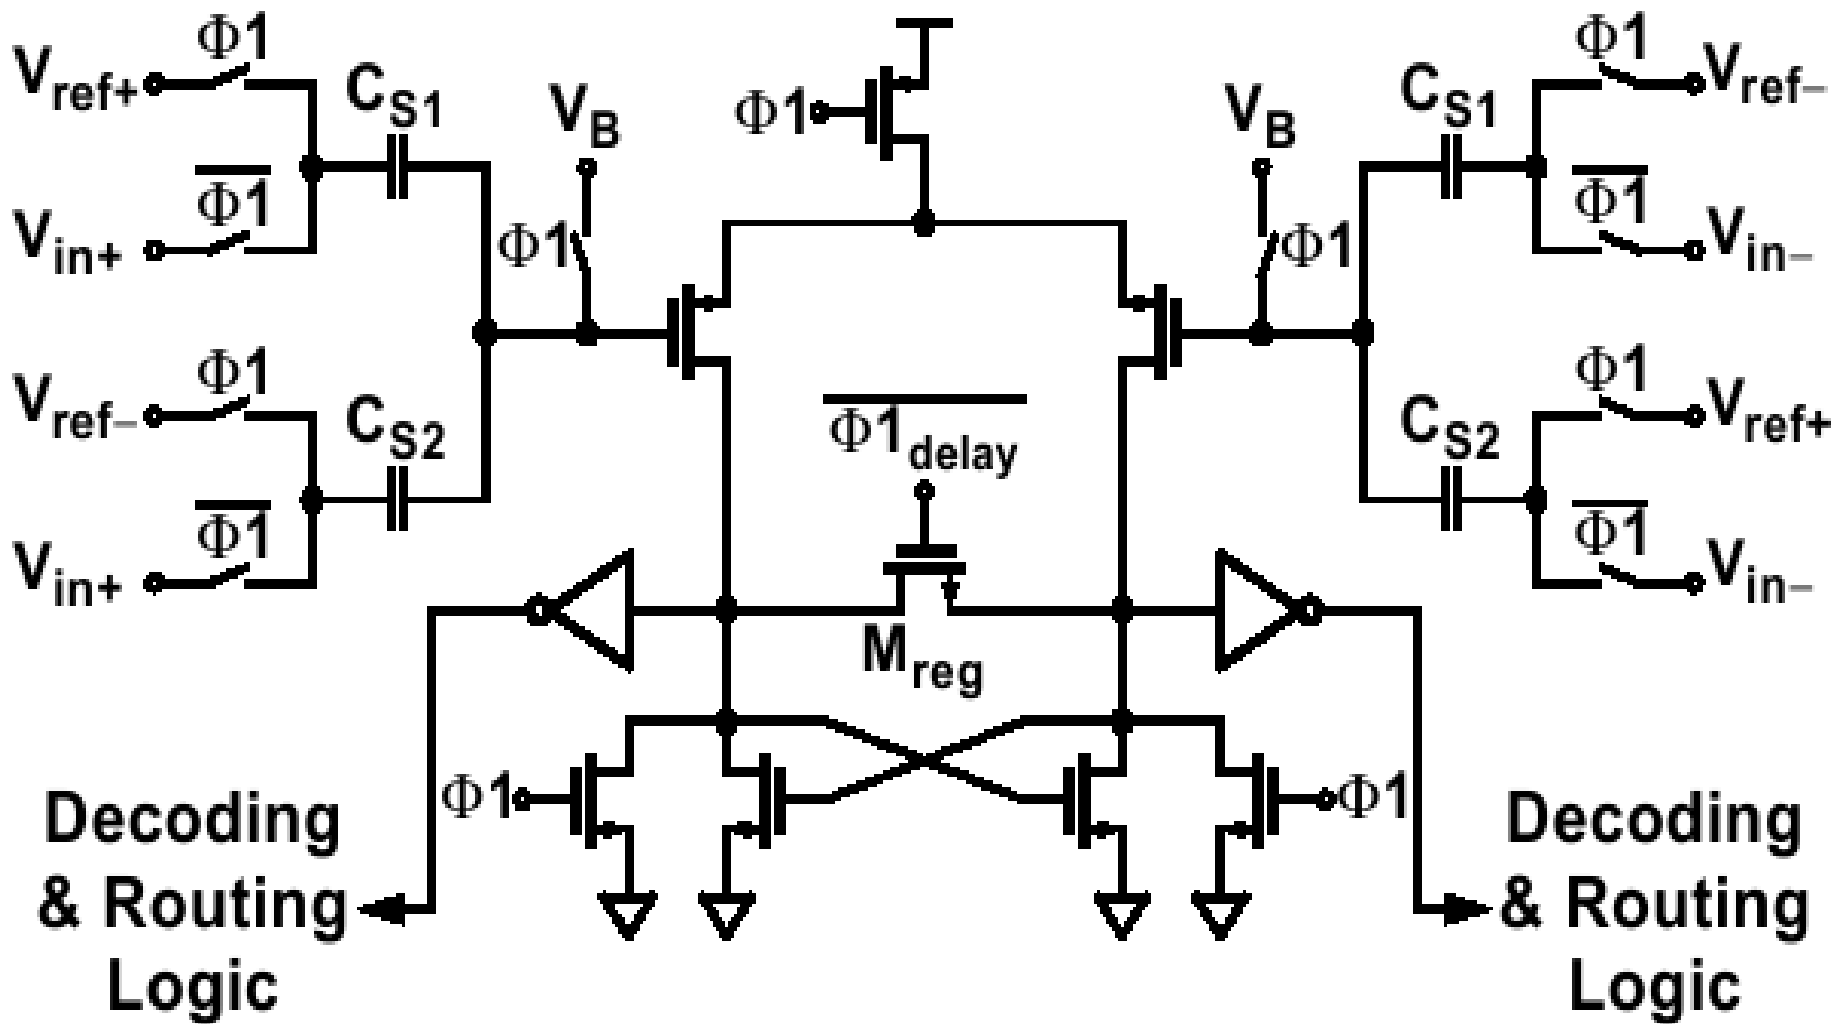 Φ1
Vref+
CS1
Φ1
Vin+
VB
Φ1
Φ1
VB
Φ1
Φ1
Vref−
CS1
Φ1
Vin−
Φ1
Vref−
CS2
Φ1
Vin+
Φ1delay
Mreg
Φ1
Vref+
CS2
Φ1
Vin−
Φ1
Φ1
Decoding
& Routing
Logic
Decoding
& Routing
Logic